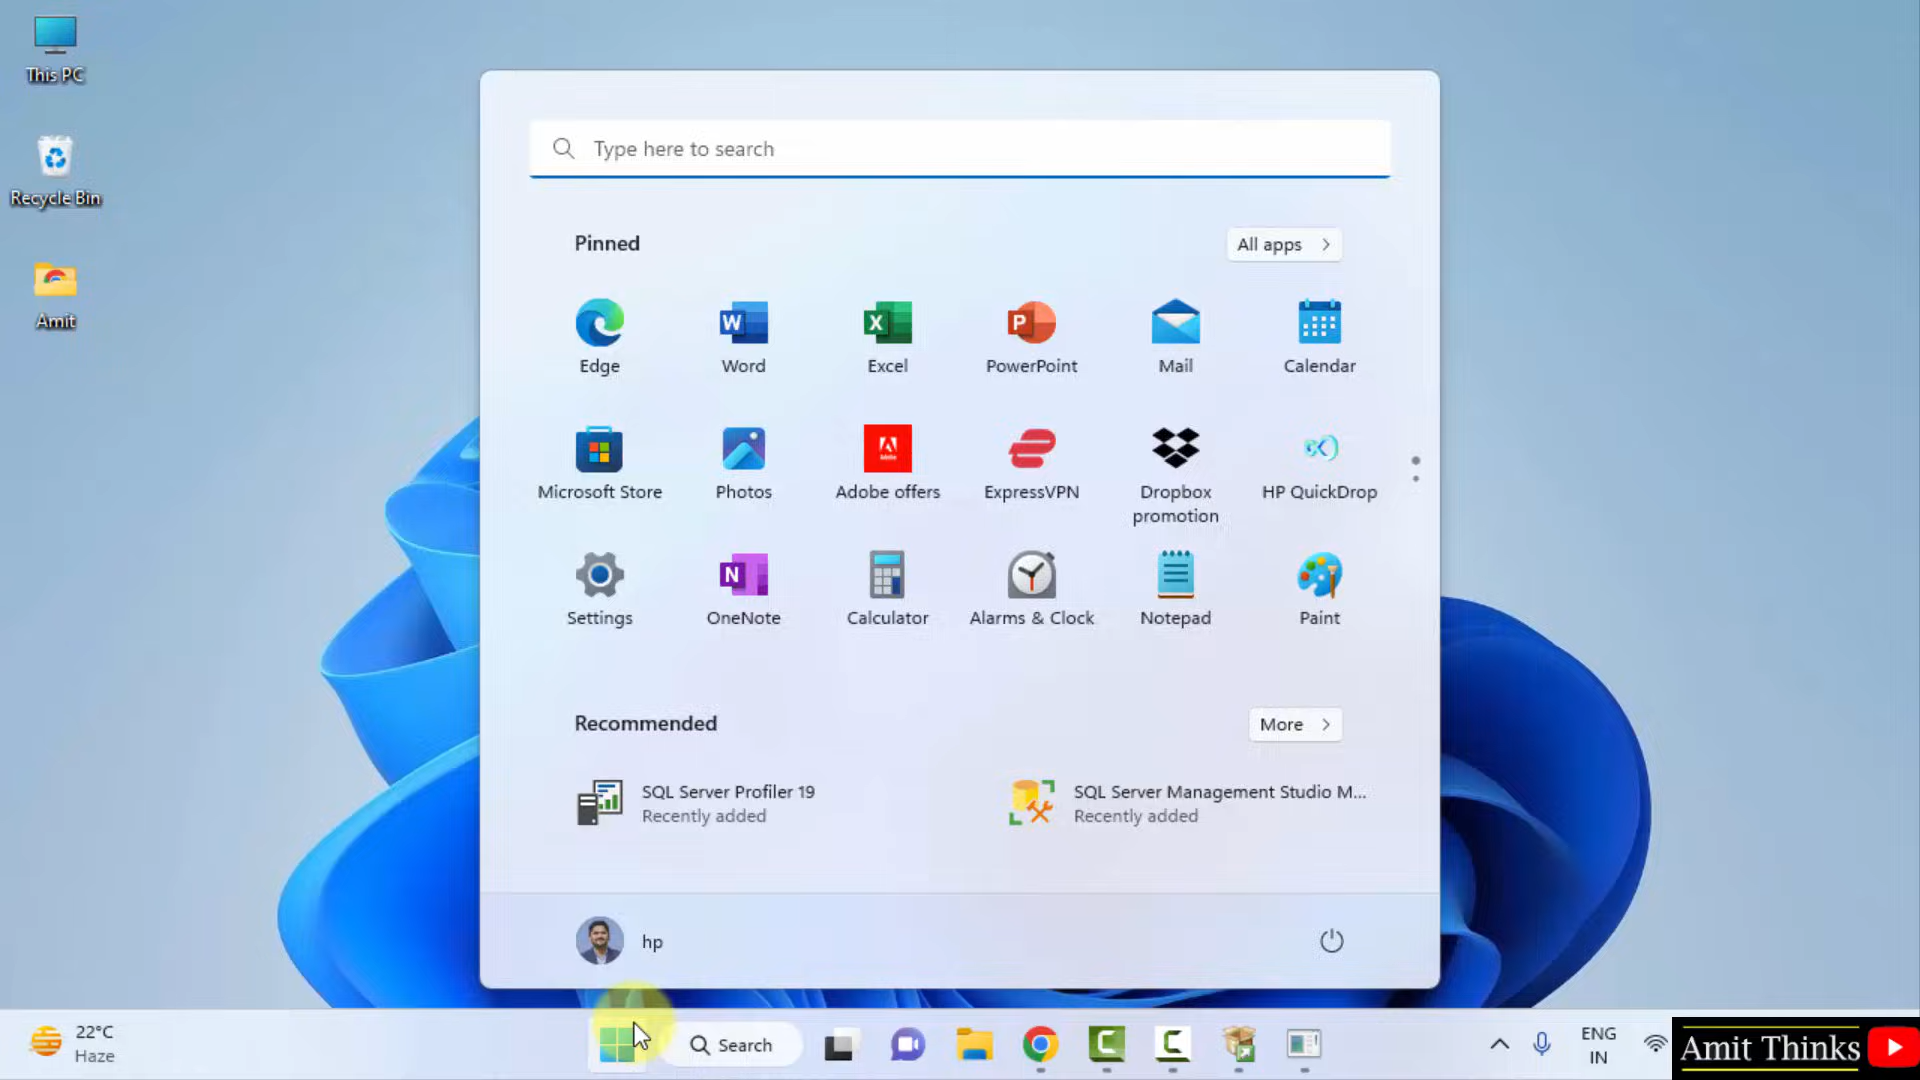 This PC
Recycle Bin
Amit
Type here to search
Pinned
All apps
Edge
Word
Excel
PowerPoint
Mail
Calendar
Microsoft Store
Photos
Adobe offers
ExpressVPN
Dropbox
promotion
HP QuickDrop
Settings
OneNote
Calculator
Alarms & Clock
Notepad
Paint
Recommended
More
SQL Server Profiler 19
Recently added
SQL Server Management Studio M...
Recently added
hp
22°C
Haze
Search
ENG
IN
Amit Thinks